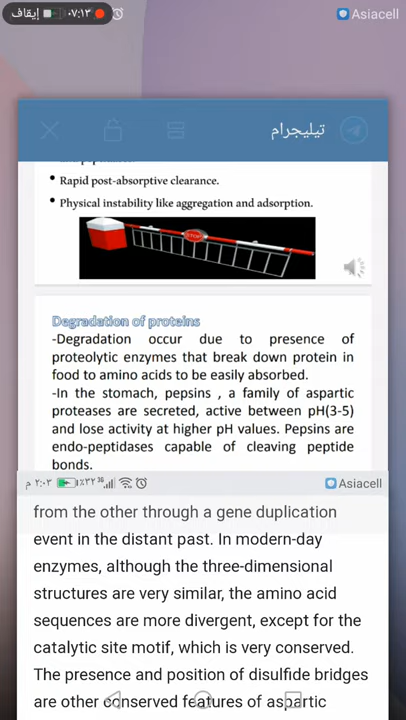 إيقاف ٠٧:١٣
Asiacell
تيليجرام
• Rapid post-absorptive clearance.
• Physical instability like aggregation and adsorption.
STOP
Degradation of proteins
-Degradation occur due to presence of
proteolytic enzymes that break down protein in
food to amino acids to be easily absorbed.
-In the stomach, pepsins , a family of aspartic
proteases are secreted, active between pH(3-5)
and lose activity at higher pH values. Pepsins are
endo-peptidases capable of cleaving peptide
bonds.
٢:٠٣ م ٪٣٢ 3G Asiacell
from the other through a gene duplication
event in the distant past. In modern-day
enzymes, although the three-dimensional
structures are very similar, the amino acid
sequences are more divergent, except for the
catalytic site motif, which is very conserved.
The presence and position of disulfide bridges
are other conserved features of aspartic